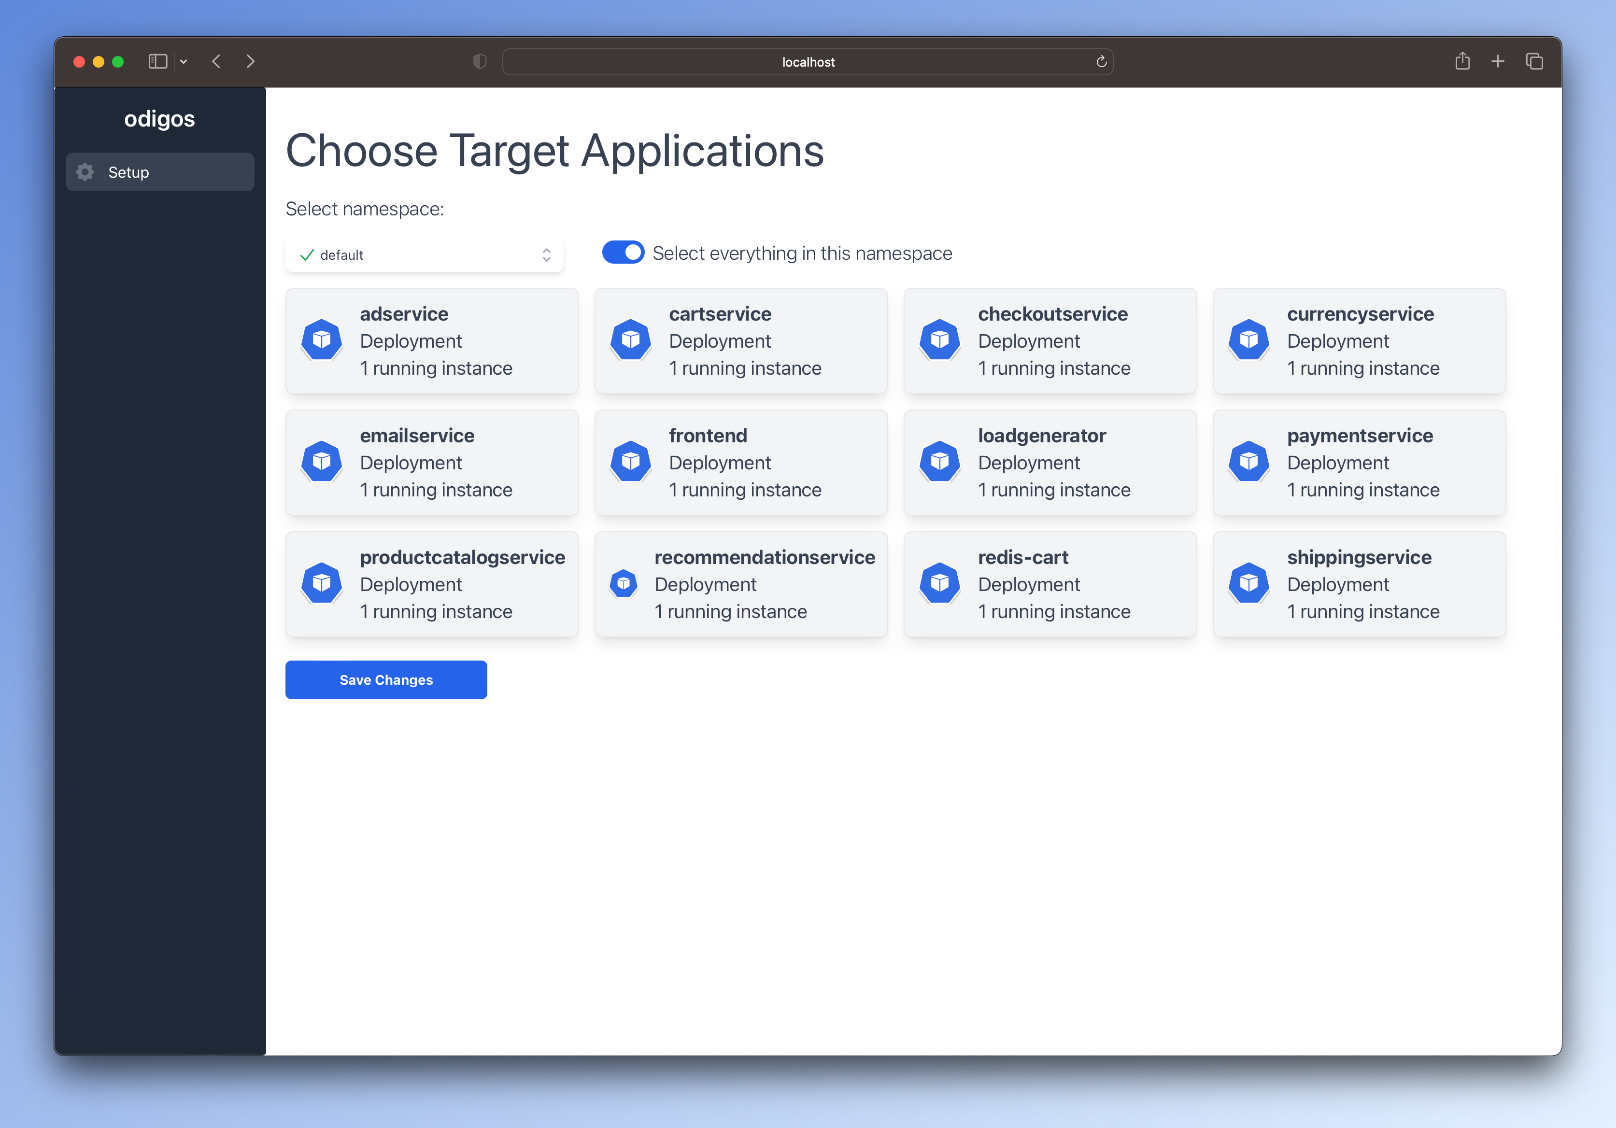 localhost
odigos
Setup
Choose Target Applications
Select namespace:
default
Select everything in this namespace
adservice
Deployment
1 running instance
cartservice
Deployment
1 running instance
checkoutservice
Deployment
1 running instance
currencyservice
Deployment
1 running instance
emailservice
Deployment
1 running instance
frontend
Deployment
1 running instance
loadgenerator
Deployment
1 running instance
paymentservice
Deployment
1 running instance
productcatalogservice
Deployment
1 running instance
recommendationservice
Deployment
1 running instance
redis-cart
Deployment
1 running instance
shippingservice
Deployment
1 running instance
Save Changes